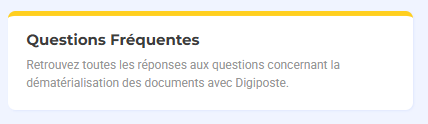 Questions Fréquentes
Retrouvez toutes les réponses aux questions concernant la
dématérialisation des documents avec Digiposte.